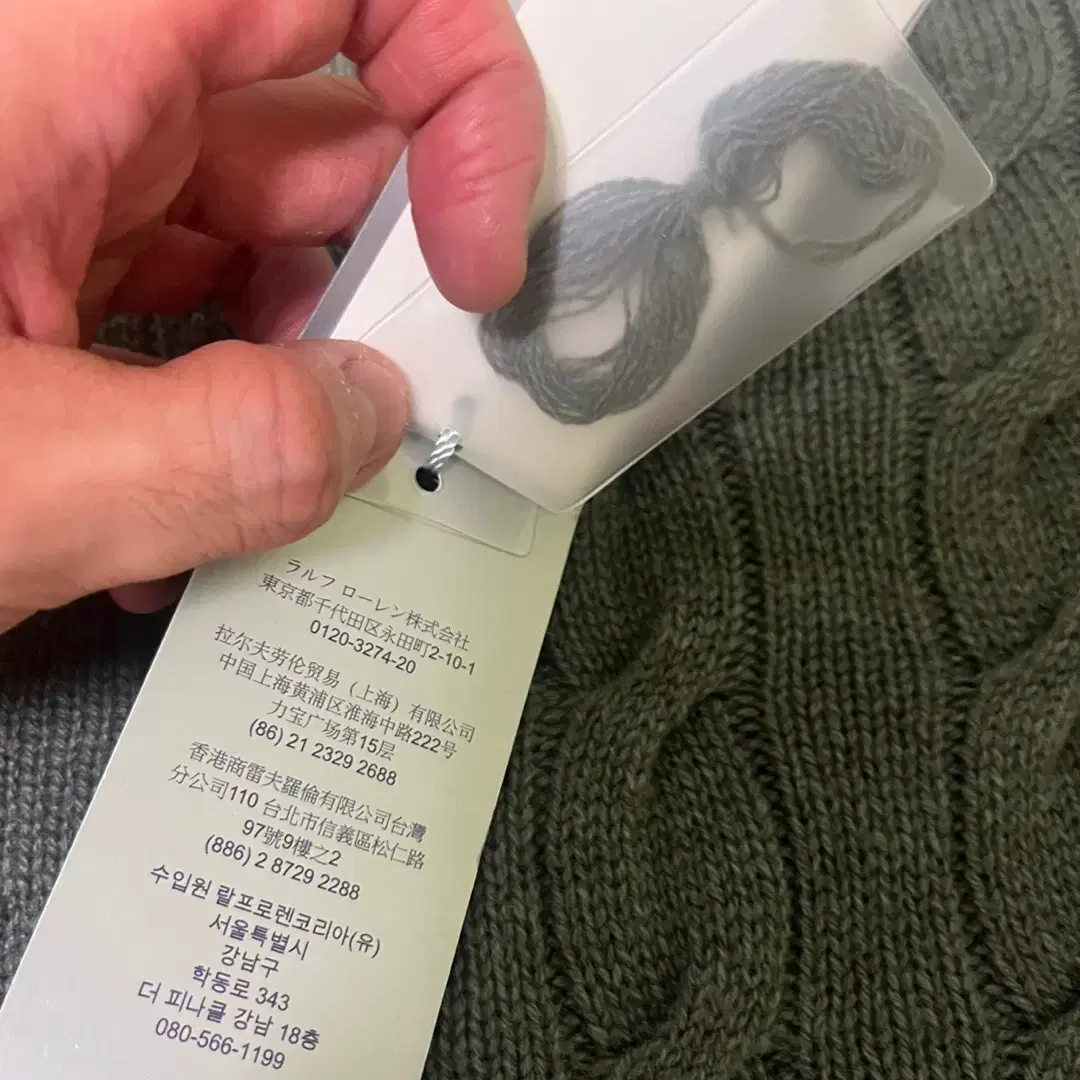 ラルフ ローレン株式会社
東京都千代田区永田町2-10-1
0120-3274-20
拉尔夫劳伦贸易（上海）有限公司
中国上海黄浦区淮海中路222号
力宝广场第15层
(86) 21 2329 2688
香港商雷夫羅倫有限公司台灣
分公司110 台北市信義區松仁路
97號9樓之2
(886) 2 8729 2288
수입원 랄프로렌코리아(유)
서울특별시
강남구
학동로 343
더 피나클 강남 18층
080-566-1199